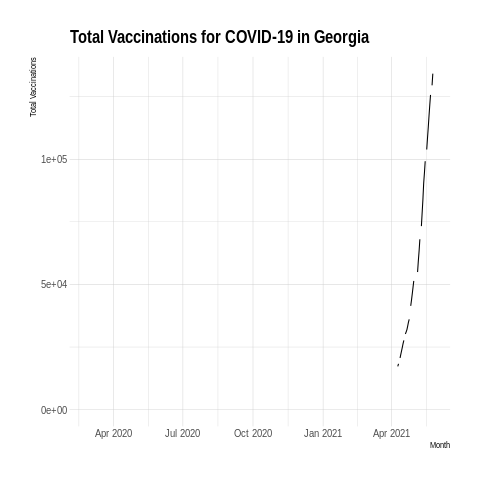 Total Vaccinations for COVID-19 in Georgia
Total Vaccinations
1e+05
5e+04
0e+00
Apr 2020 Jul 2020 Oct 2020 Jan 2021 Apr 2021
Month